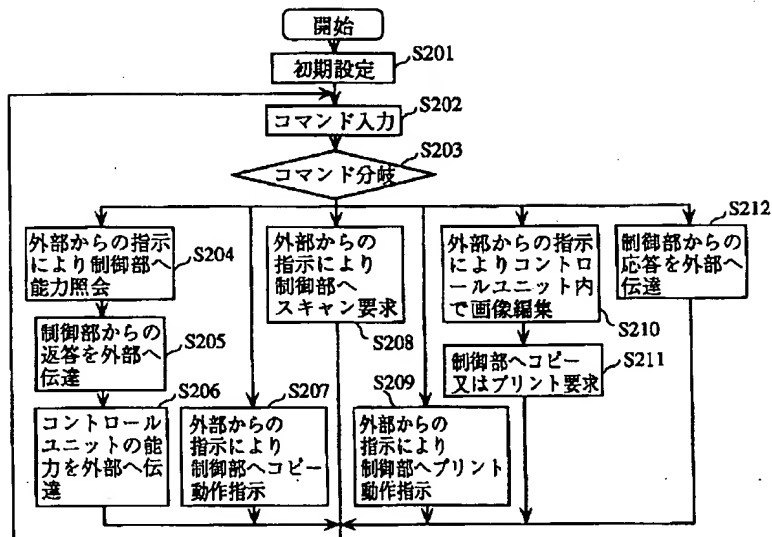 開始
初期設定
S201
コマンド入力
S202
コマンド分岐
S203
外部からの指示
により制御部へ
能力照会
S204
制御部からの
返答を外部へ
伝達
S205
コントロール
ユニットの能
力を外部へ伝
達
S206
外部からの
指示により
制御部へコピー
動作指示
S207
外部からの
指示により
制御部へ
スキャン要求
S208
外部からの
指示により
制御部へプリント
動作指示
S209
外部からの指示
によりコントロ
ールユニット内
で画像編集
S210
制御部へコピー
又はプリント要求
S211
制御部からの
応答を外部へ
伝達
S212